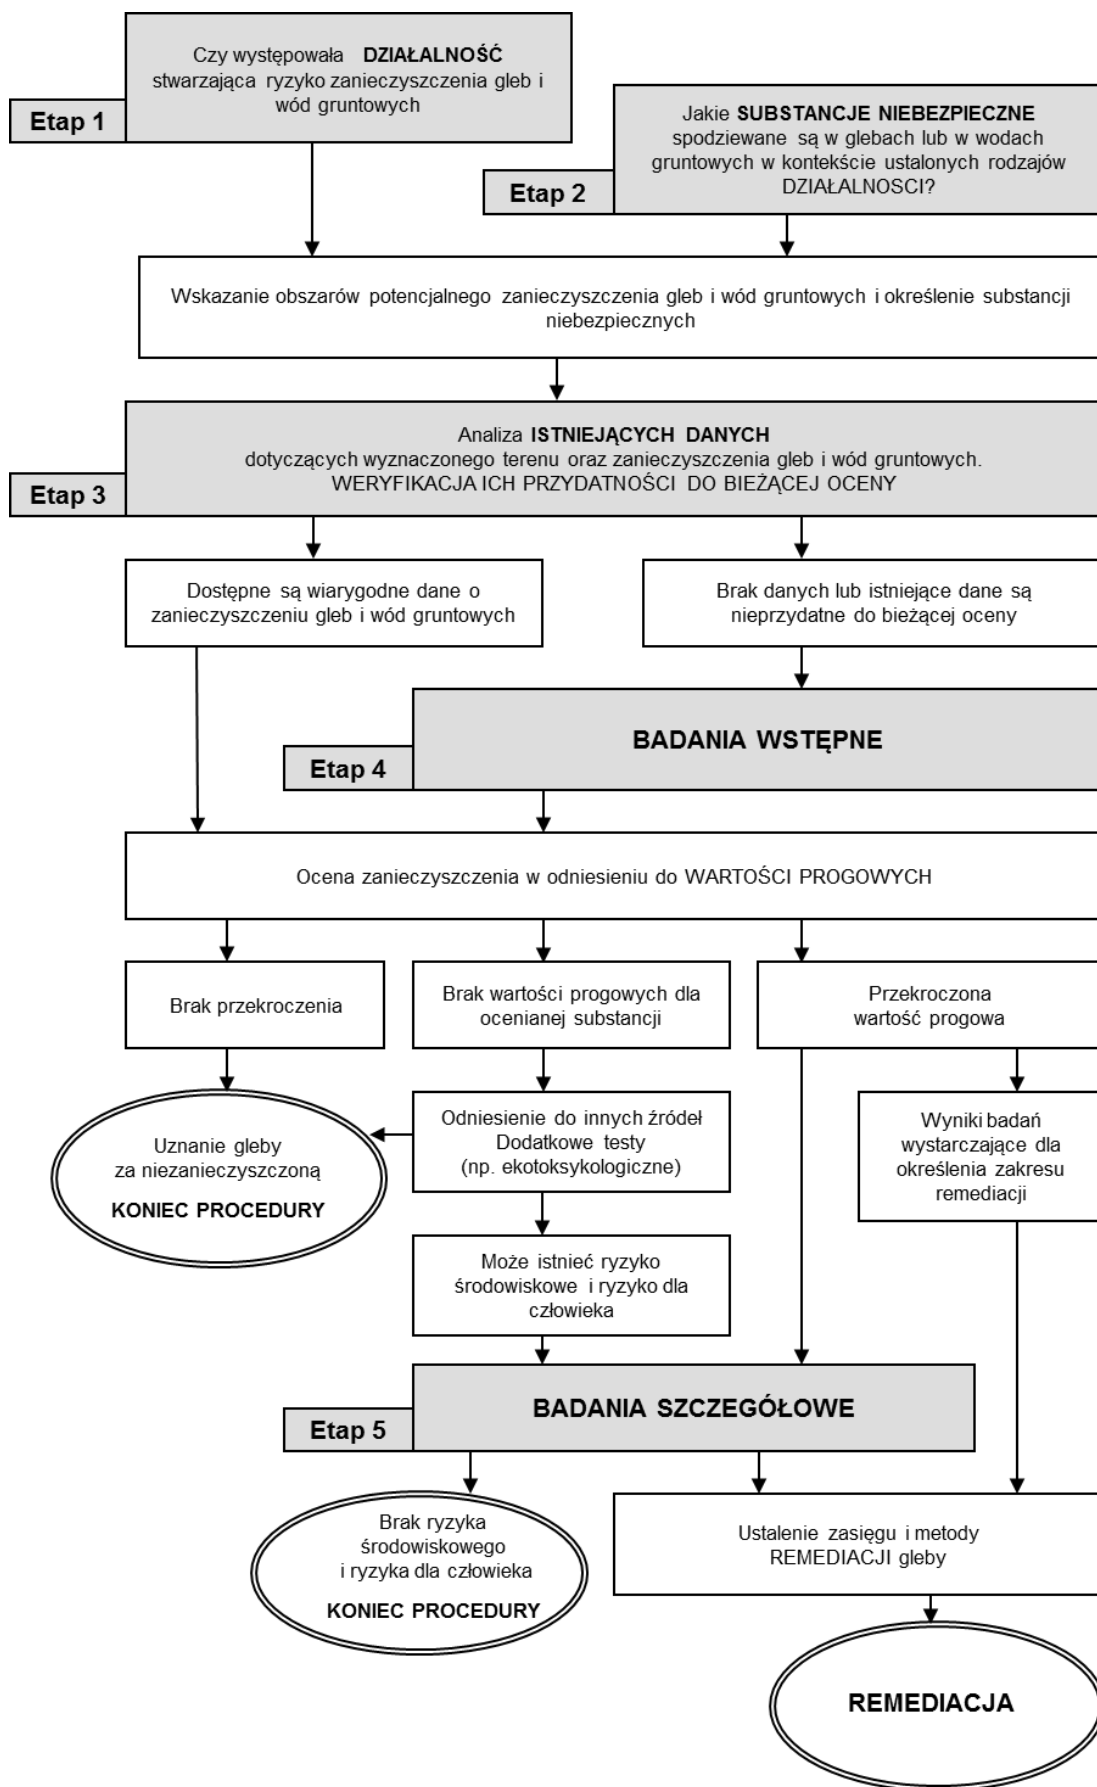 Czy występowała DZIAŁALNOŚĆ
stwarzająca ryzyko zanieczyszczenia gleb i
wód gruntowych
Etap 1
Jakie SUBSTANCJE NIEBEZPIECZNE
spodziewane są w glebach lub w wodach
gruntowych w kontekście ustalonych rodzajów
DZIAŁALNOSCI?
Etap 2
Wskazanie obszarów potencjalnego zanieczyszczenia gleb i wód gruntowych i określenie substancji
niebezpiecznych
Analiza ISTNIEJĄCYCH DANYCH
dotyczących wyznaczonego terenu oraz zanieczyszczenia gleb i wód gruntowych.
WERYFIKACJA ICH PRZYDATNOŚCI DO BIEŻĄCEJ OCENY
Etap 3
Dostępne są wiarygodne dane o
zanieczyszczeniu gleb i wód gruntowych
Brak danych lub istniejące dane są
nieprzydatne do bieżącej oceny
BADANIA WSTĘPNE
Etap 4
Ocena zanieczyszczenia w odniesieniu do WARTOŚCI PROGOWYCH
Brak przekroczenia
Brak wartości progowych dla
ocenianej substancji
Przekroczona
wartość progowa
Uznanie gleby
za niezanieczyszczoną
KONIEC PROCEDURY
Odniesienie do innych źródeł
Dodatkowe testy
(np. ekotoksykologiczne)
Wyniki badań
wystarczające dla
określenia zakresu
remediacji
Może istnieć ryzyko
środowiskowe i ryzyko dla
człowieka
BADANIA SZCZEGÓŁOWE
Etap 5
Brak ryzyka
środowiskowego
i ryzyka dla człowieka
KONIEC PROCEDURY
Ustalenie zasięgu i metody
REMEDIACJI gleby
REMEDIACJA